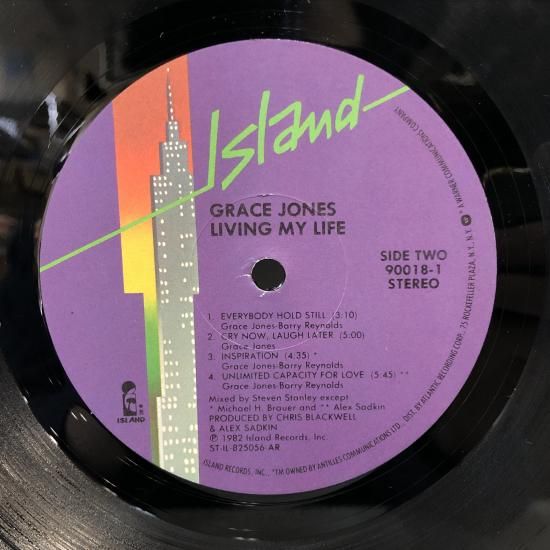 Island
GRACE JONES
LIVING MY LIFE
SIDE TWO
90018-1
STEREO
1. EVERYBODY HOLD STILL (3:10)
Grace Jones-Barry Reynolds
2. CRY NOW, LAUGH LATER (5:00)
Grace Jones
3. INSPIRATION (4:35) *
Grace Jones-Barry Reynolds
4. UNLIMITED CAPACITY FOR LOVE (5:45) **
Grace Jones-Barry Reynolds
Mixed by Steven Stanley except
* Michael H. Brauer and ** Alex Sadkin
PRODUCED BY CHRIS BLACKWELL
& ALEX SADKIN
Ⓟ 1982 Island Records, Inc.
ST-IL-825056-AR
ISLAND
ISLAND RECORDS, INC., ™ OWNED BY ANTILLES COMMUNICATIONS LTD., DIST. BY ATLANTIC RECORDING CORP., 75 ROCKEFELLER PLAZA, N.Y., N.Y. A WARNER COMMUNICATIONS COMPANY